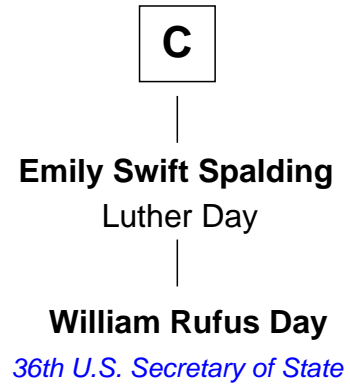 C
Emily Swift Spalding
Luther Day
William Rufus Day
36th U.S. Secretary of State